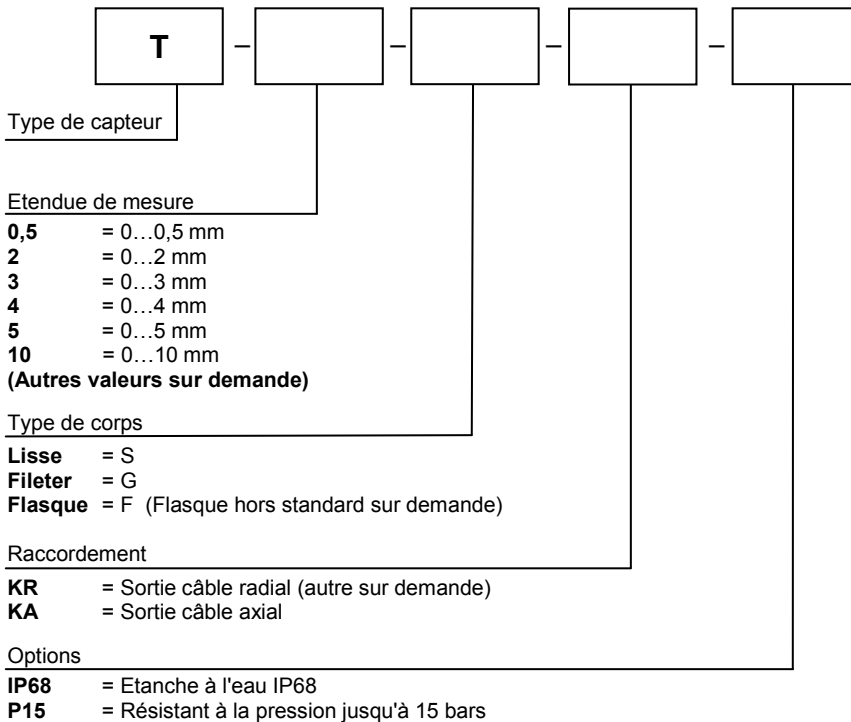 T – – – –
Type de capteur
Etendue de mesure
0,5 = 0…0,5 mm
2 = 0…2 mm
3 = 0…3 mm
4 = 0…4 mm
5 = 0…5 mm
10 = 0…10 mm
(Autres valeurs sur demande)
Type de corps
Lisse = S
Fileter = G
Flasque = F (Flasque hors standard sur demande)
Raccordement
KR = Sortie câble radial (autre sur demande)
KA = Sortie câble axial
Options
IP68 = Etanche à l'eau IP68
P15 = Résistant à la pression jusqu'à 15 bars